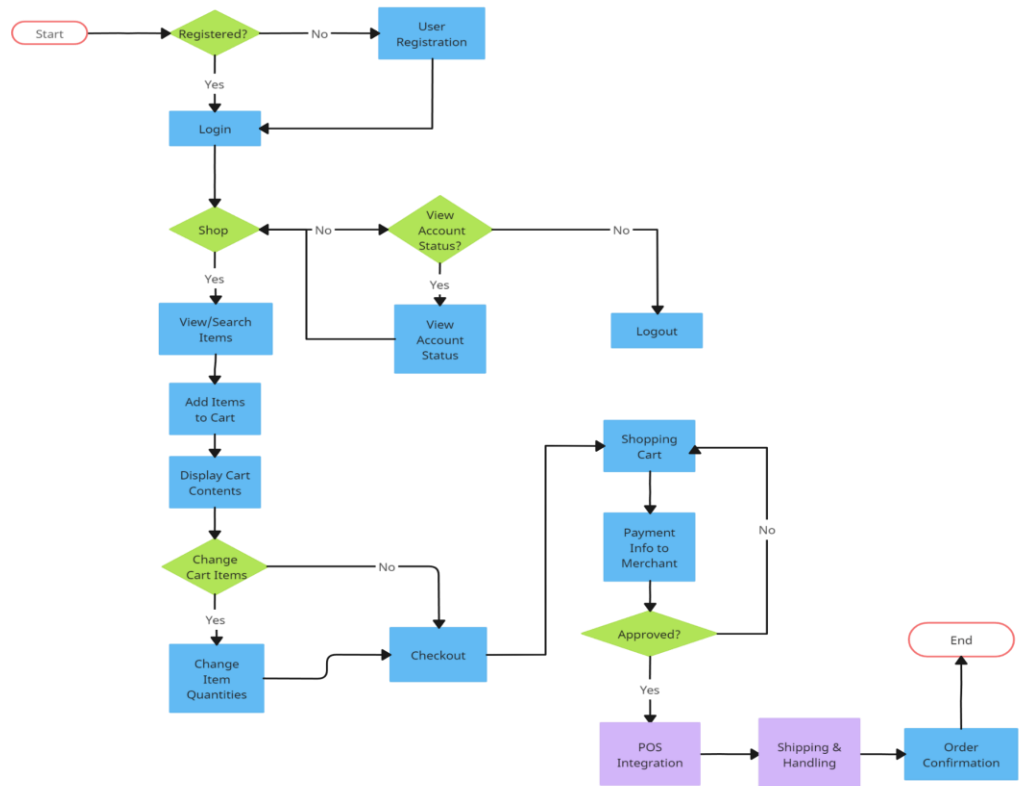 Start
Registered?
No
User
Registration
Yes
Login
Shop
No
View
Account
Status?
No
Yes
Yes
View/Search
Items
View
Account
Status
Logout
Add Items
to Cart
Shopping
Cart
Display Cart
Contents
Payment
Info to
Merchant
No
Change
Cart Items
No
Yes
Approved?
Change
Item
Quantities
Checkout
End
Yes
POS
Integration
Shipping &
Handling
Order
Confirmation